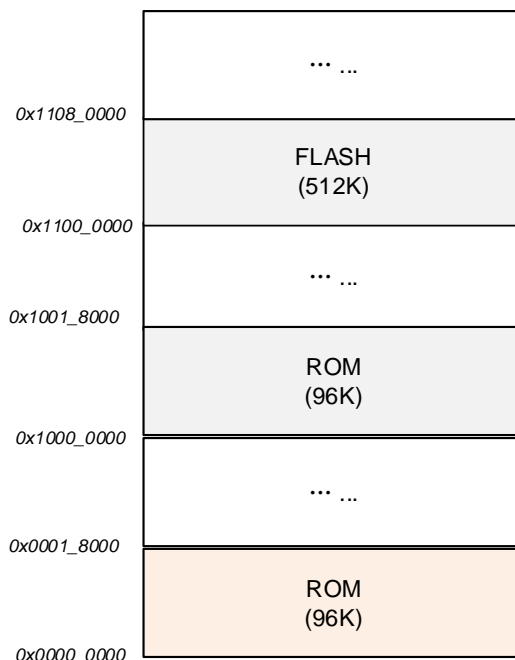 … ...
0x1108_0000
FLASH
(512K)
0x1100_0000
… ...
0x1001_8000
ROM
(96K)
0x1000_0000
… ...
0x0001_8000
ROM
(96K)
0x0000_0000